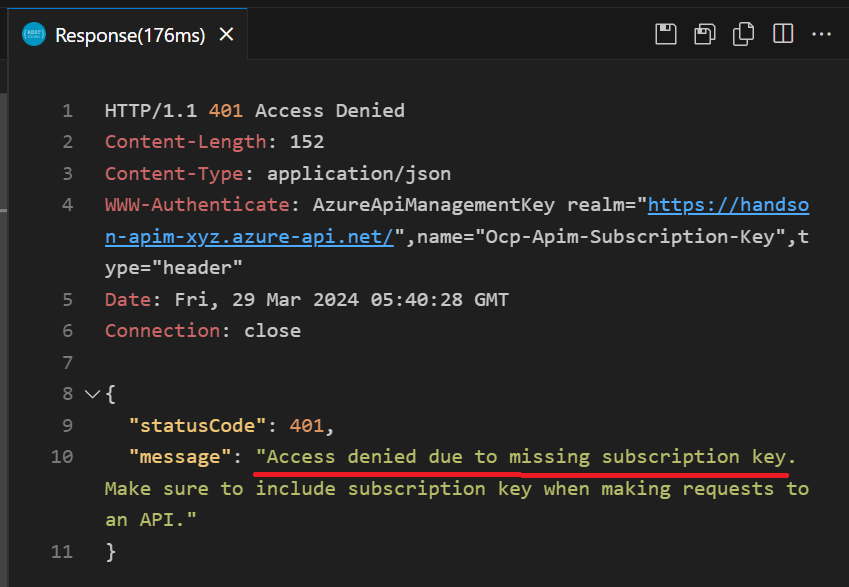 Response(176ms)
1 HTTP/1.1 401 Access Denied
2 Content-Length: 152
3 Content-Type: application/json
4 WWW-Authenticate: AzureApiManagementKey realm="https://handso
n-apim-xyz.azure-api.net/",name="Ocp-Apim-Subscription-Key",t
ype="header"
5 Date: Fri, 29 Mar 2024 05:40:28 GMT
6 Connection: close
7
8 {
9 "statusCode": 401,
10 "message": "Access denied due to missing subscription key.
Make sure to include subscription key when making requests to
an API."
11 }